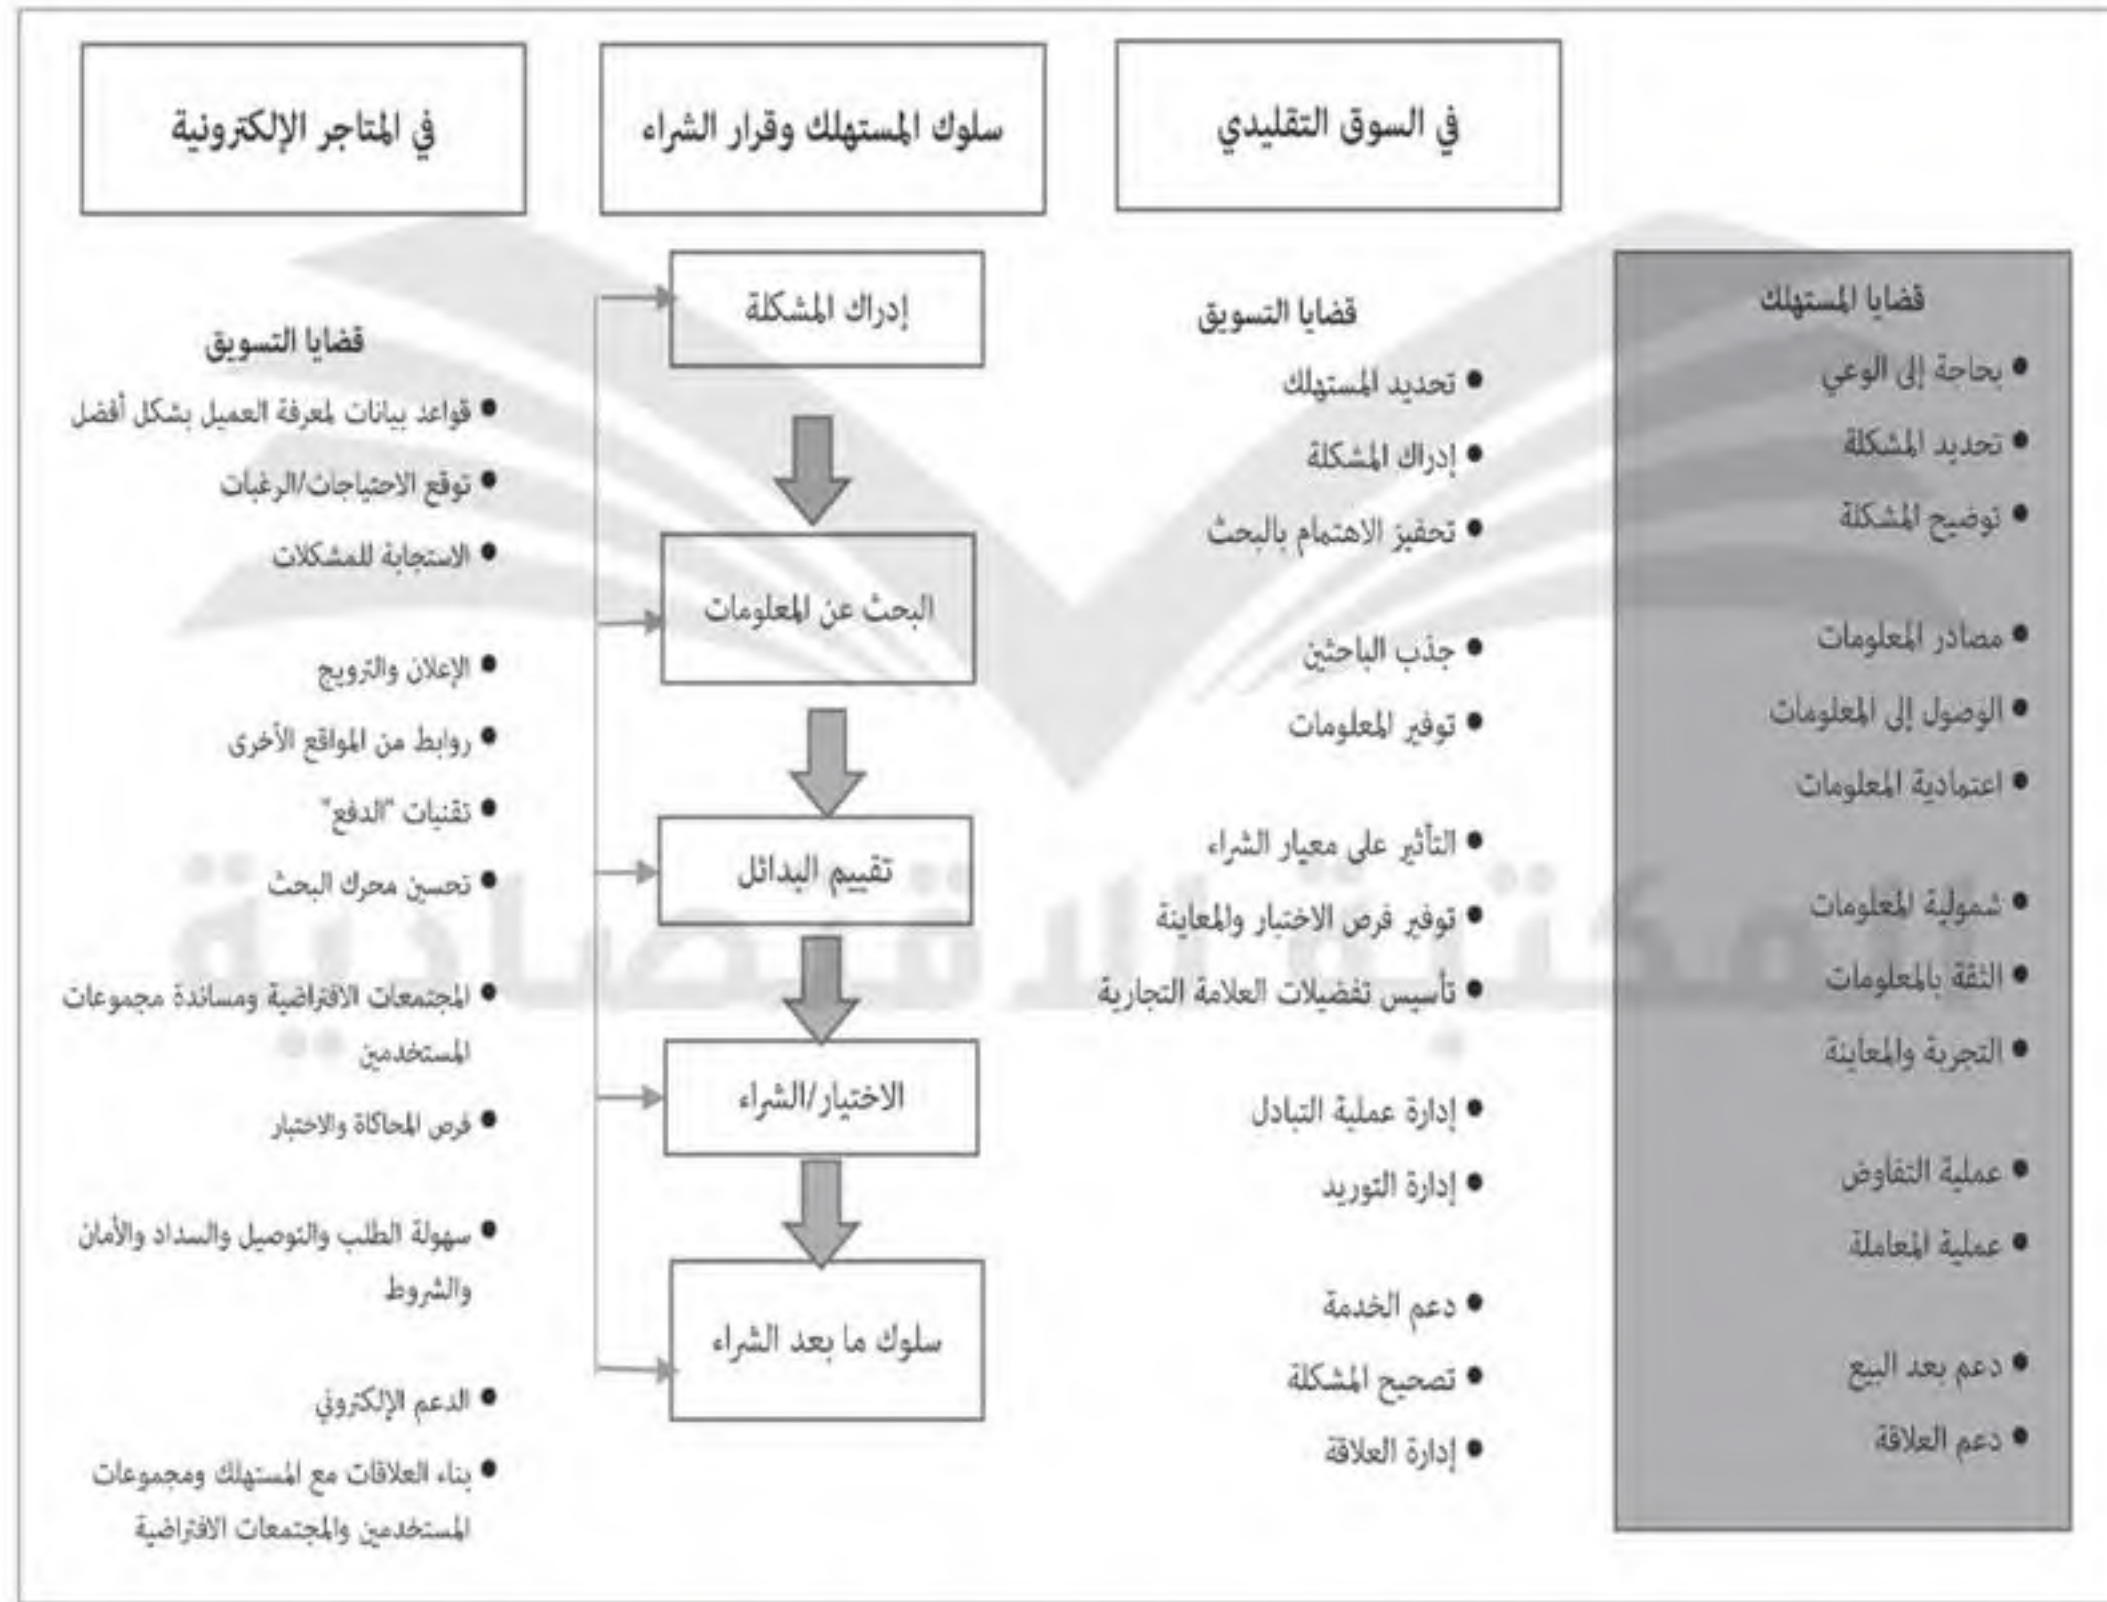 في السوق التقليدي
سلوك المستهلك وقرار الشراء
في المتاجر الإلكترونية
قضايا المستهلك
• بحاجة إلى الوعي
• تحديد المشكلة
• توضيح المشكلة
• مصادر المعلومات
• الوصول إلى المعلومات
• اعتمادية المعلومات
• شمولية المعلومات
• الثقة بالمعلومات
• التجربة والمعاينة
• عملية التفاوض
• عملية المعاملة
• دعم بعد البيع
• دعم العلاقة
قضايا التسويق
• تحديد المستهلك
• إدراك المشكلة
• تحفيز الاهتمام بالبحث
• جذب الباحثين
• توفير المعلومات
• التأثير على معيار الشراء
• توفير فرص الاختبار والمعاينة
• تأسيس تفضيلات العلامة التجارية
• إدارة عملية التبادل
• إدارة التوريد
• دعم الخدمة
• تصحيح المشكلة
• إدارة العلاقة
إدراك المشكلة
البحث عن المعلومات
تقييم البدائل
الاختيار/الشراء
سلوك ما بعد الشراء
قضايا التسويق
• قواعد بيانات لمعرفة العميل بشكل أفضل
• توقع الاحتياجات/الرغبات
• الاستجابة للمشكلات
• الإعلان والترويج
• روابط من المواقع الأخرى
• تقنيات "الدفع"
• تحسين محرك البحث
• المجتمعات الافتراضية ومساندة مجموعات
المستخدمين
• فرص المحاكاة والاختبار
• سهولة الطلب والتوصيل والسداد والأمان
والشروط
• الدعم الإلكتروني
• بناء العلاقات مع المستهلك ومجموعات
المستخدمين والمجتمعات الافتراضية
المكتبة الاقتصادية